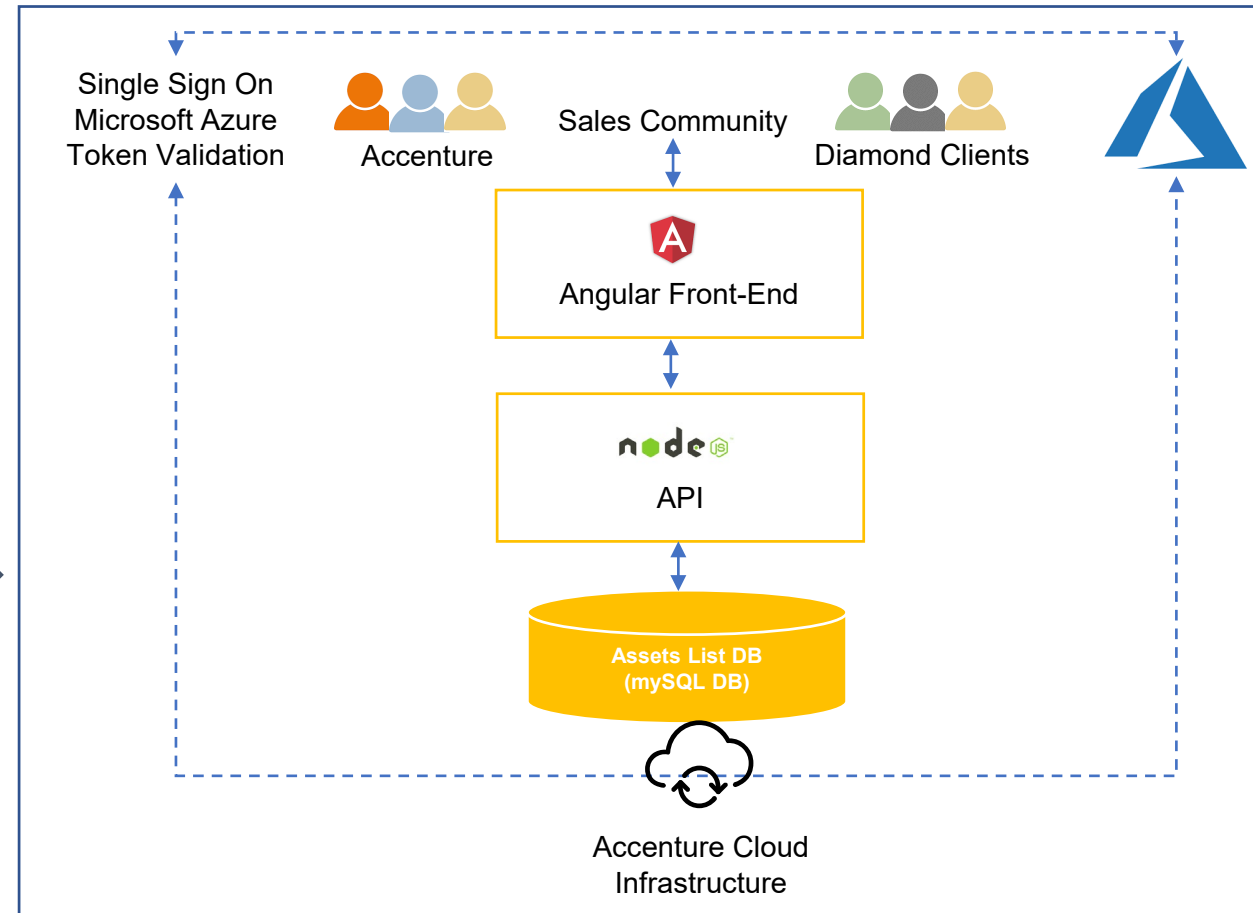 Single Sign On
Microsoft Azure
Token Validation
Accenture
Sales Community
Diamond Clients
A
Angular Front-End
node
JS
API
Assets List DB
(mySQL DB)
Accenture Cloud
Infrastructure